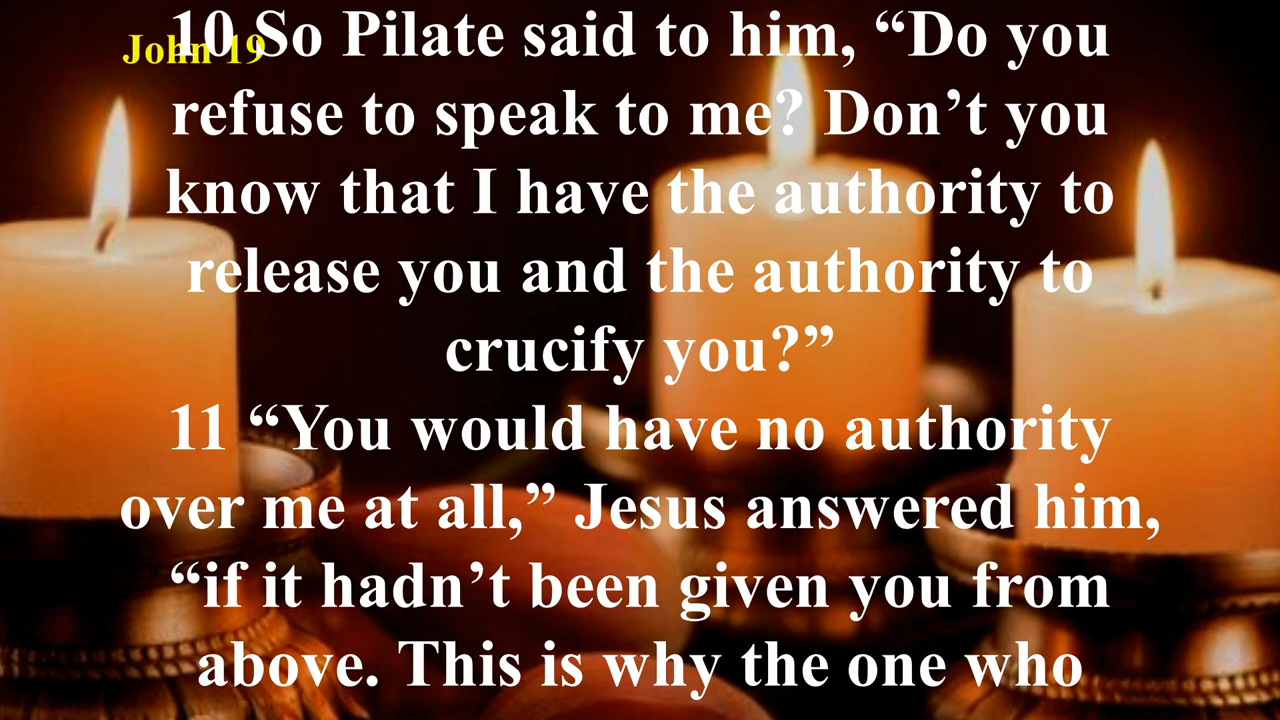 John 19
10 So Pilate said to him, “Do you
refuse to speak to me? Don’t you
know that I have the authority to
release you and the authority to
crucify you?”
11 “You would have no authority
over me at all,” Jesus answered him,
“if it hadn’t been given you from
above. This is why the one who